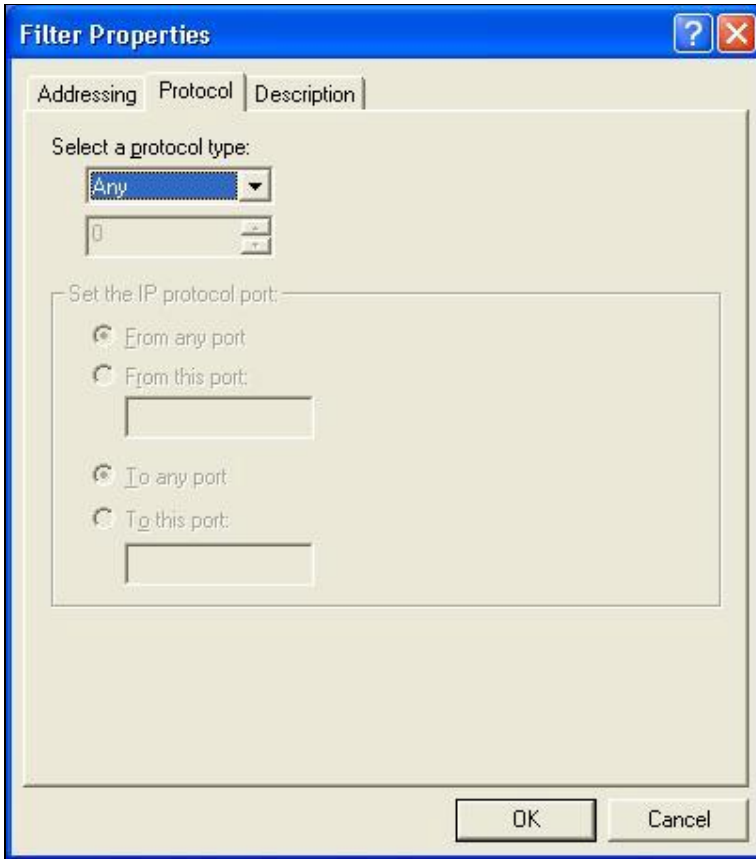 Filter Properties
Addressing Protocol Description
Select a protocol type:
Any
0
Set the IP protocol port:
From any port
From this port:
To any port
To this port:
OK Cancel